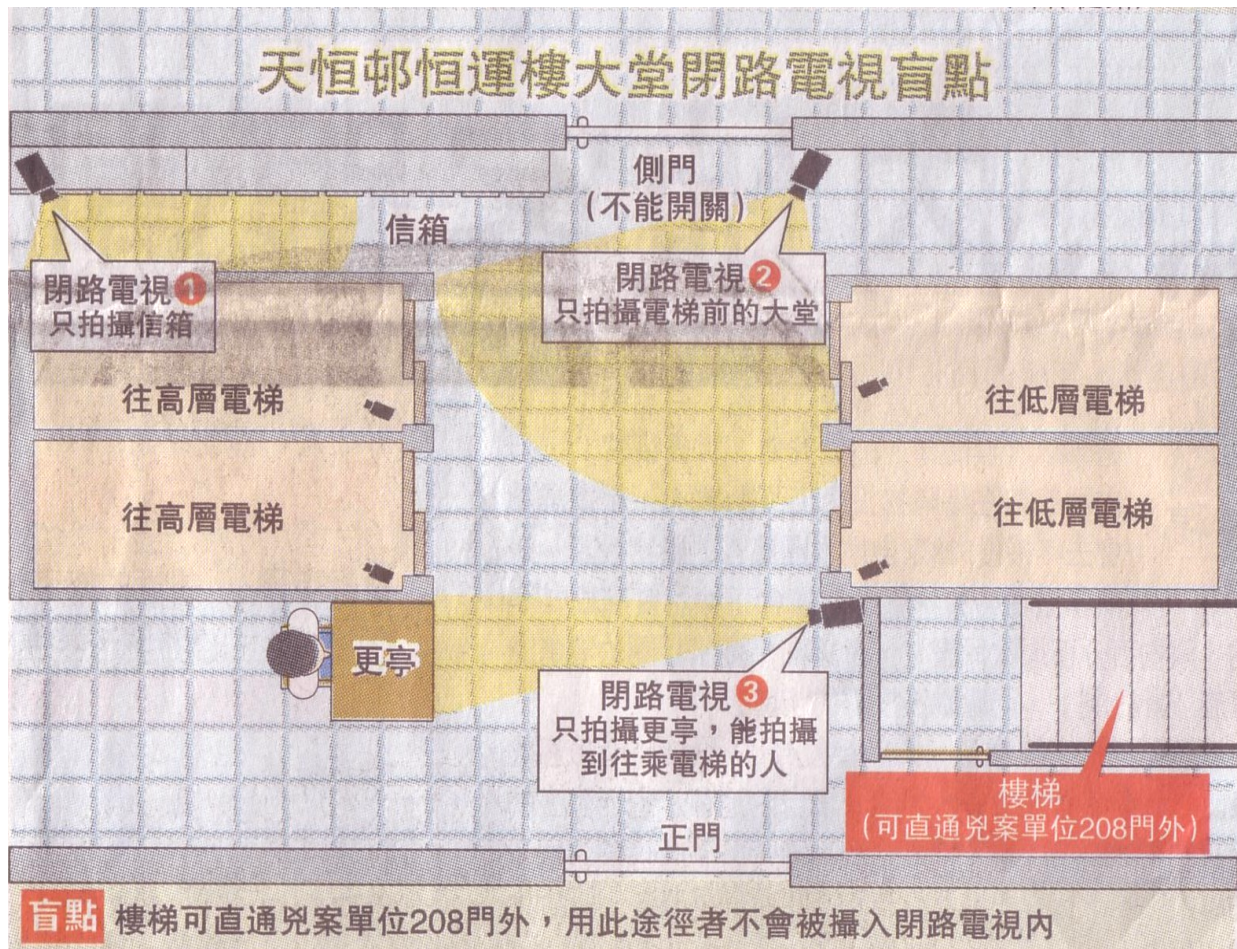 天恒邨恒運樓大堂閉路電視盲點
側門
(不能開關)
信箱
閉路電視1
只拍攝信箱
閉路電視2
只拍攝電梯前的大堂
往高層電梯
往低層電梯
往高層電梯
往低層電梯
更亭
閉路電視3
只拍攝更亭，能拍攝
到往乘電梯的人
樓梯
(可直通兇案單位208門外)
正門
盲點 樓梯可直通兇案單位208門外，用此途徑者不會被攝入閉路電視內